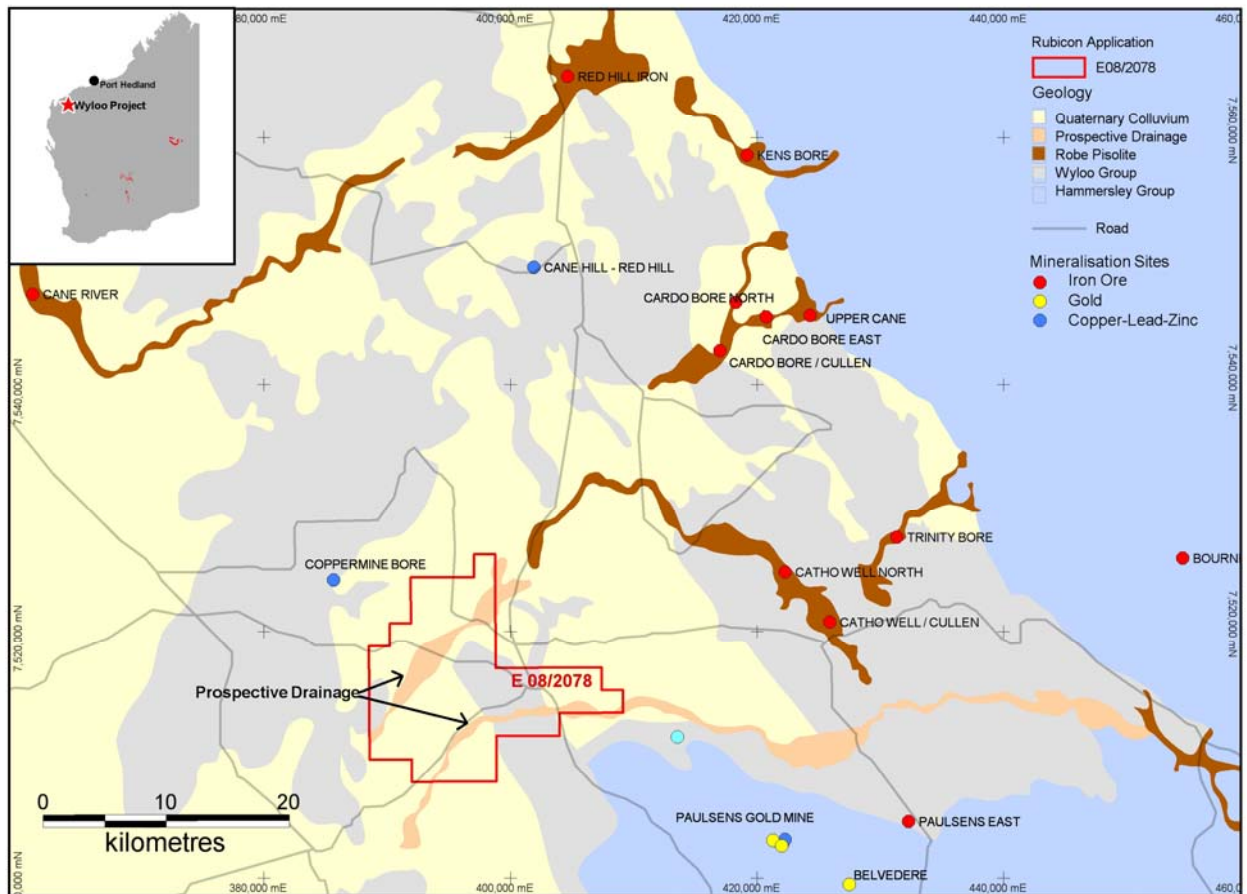 380,000 mE
400,000 mE
420,000 mE
440,000 mE
460,
Port Hedland
Wyloo Project
Rubicon Application
E08/2078
Geology
Quaternary Colluvium
Prospective Drainage
Robe Pisolite
Wyloo Group
Hammersley Group
Road
Mineralisation Sites
Iron Ore
Gold
Copper-Lead-Zinc
7,560,000 mN
RED HILL IRON
KENS BORE
CANE HILL - RED HILL
CANE RIVER
CARDO BORE NORTH
UPPER CANE
CARDO BORE EAST
CARDO BORE / CULLEN
7,540,000 mN
7,540,000 mN
TRINITY BORE
BOURN
COPPERMINE BORE
CATHO WELL NORTH
CATHO WELL / CULLEN
7,520,000 mN
7,520,000 mN
Prospective Drainage
E 08/2078
PAULSENS GOLD MINE
PAULSENS EAST
BELVEDERE
0 10 20
kilometres
0,000 mN
380,000 mE
400,000 mE
420,000 mE
440,000 mE
460,0